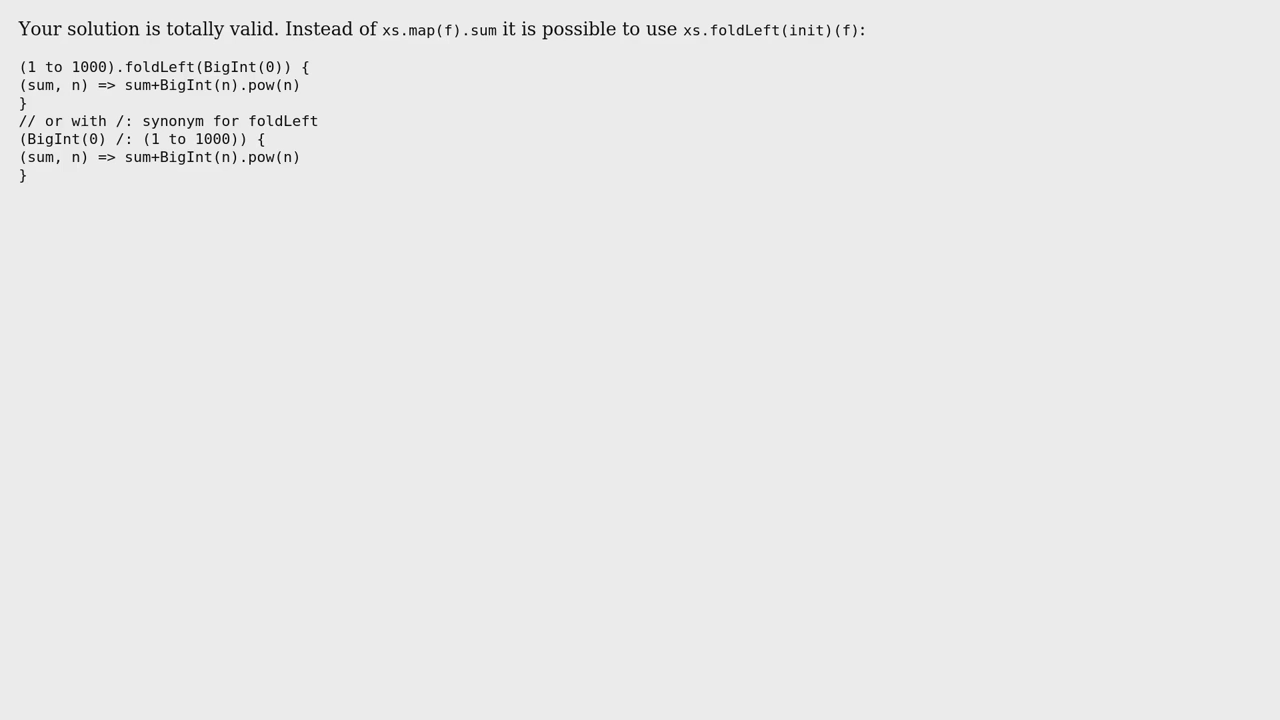 Your solution is totally valid. Instead of xs.map(f).sum it is possible to use xs.foldLeft(init)(f):
(1 to 1000).foldLeft(BigInt(0)) {
(sum, n) => sum+BigInt(n).pow(n)
}
// or with /: synonym for foldLeft
(BigInt(0) /: (1 to 1000)) {
(sum, n) => sum+BigInt(n).pow(n)
}